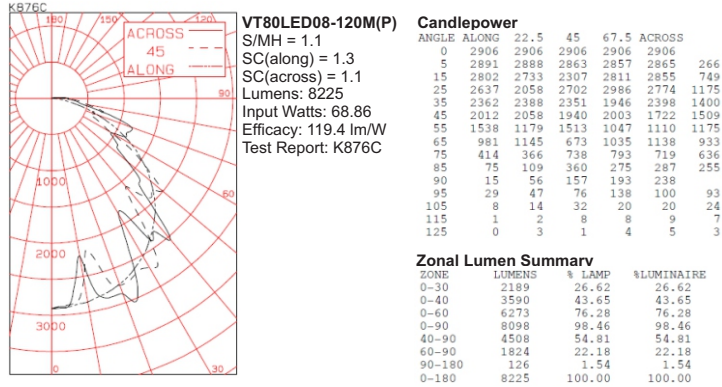 K876C
180
150
120
ACROSS
45
ALONG
90
60
30
0
1000
2000
3000
VT80LED08-120M(P)
S/MH = 1.1
SC(along) = 1.3
SC(across) = 1.1
Lumens: 8225
Input Watts: 68.86
Efficacy: 119.4 lm/W
Test Report: K876C
Candlepower
ANGLE ALONG 22.5 45 67.5 ACROSS
0 2906 2906 2906 2906 2906
5 2891 2888 2863 2857 2865 266
15 2802 2733 2307 2811 2855 749
25 2637 2058 2702 2986 2774 1175
35 2362 2388 2351 1946 2398 1400
45 2012 2058 1940 2003 1722 1509
55 1538 1179 1513 1047 1110 1175
65 981 1145 673 1035 1138 933
75 414 366 738 793 719 636
85 75 109 360 275 287 255
90 15 56 157 193 238
95 29 47 76 138 100 93
105 8 14 32 20 20 24
115 1 2 8 8 9 7
125 0 3 1 4 5 3
Zonal Lumen Summary
ZONE LUMENS % LAMP %LUMINAIRE
0-30 2189 26.62 26.62
0-40 3590 43.65 43.65
0-60 6273 76.28 76.28
0-90 8098 98.46 98.46
40-90 4508 54.81 54.81
60-90 1824 22.18 22.18
90-180 126 1.54 1.54
0-180 8225 100.00 100.00